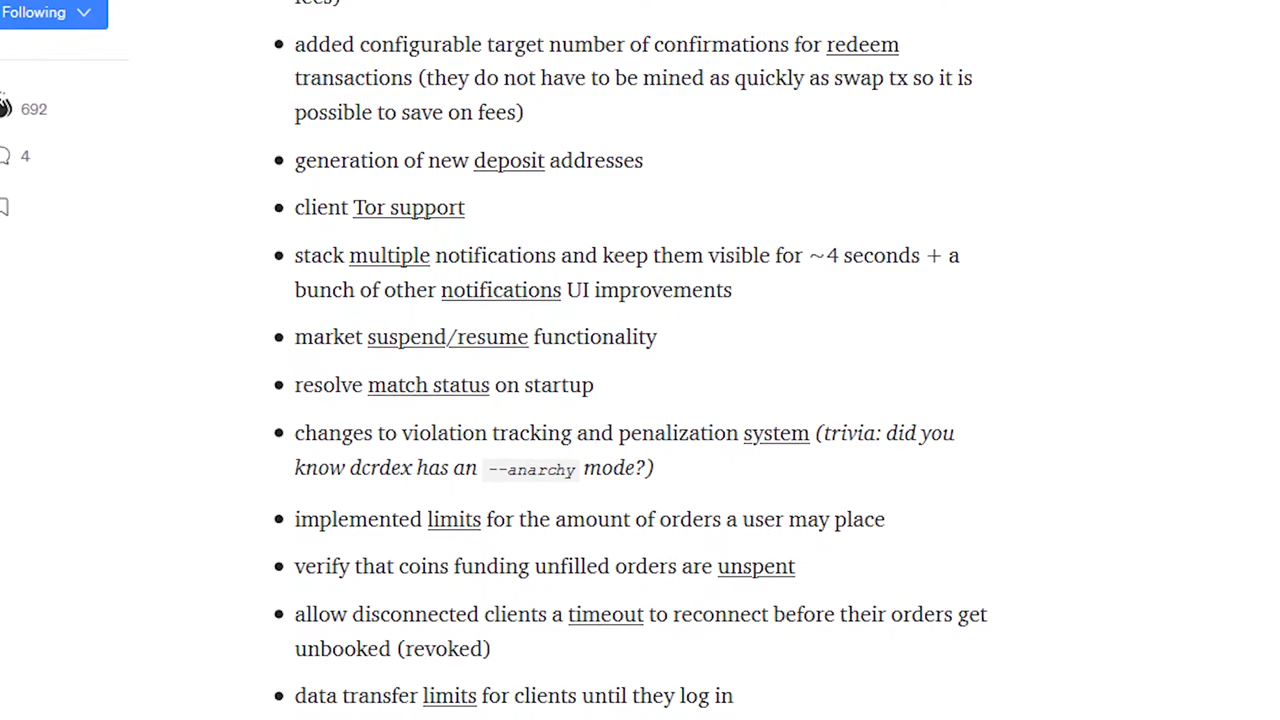 Following
fees)
added configurable target number of confirmations for redeem
transactions (they do not have to be mined as quickly as swap tx so it is
possible to save on fees)
692
generation of new deposit addresses
4
client Tor support
stack multiple notifications and keep them visible for ~4 seconds + a
bunch of other notifications UI improvements
market suspend/resume functionality
resolve match status on startup
changes to violation tracking and penalization system (trivia: did you
know dcrdex has an --anarchy mode?)
implemented limits for the amount of orders a user may place
verify that coins funding unfilled orders are unspent
allow disconnected clients a timeout to reconnect before their orders get
unbooked (revoked)
data transfer limits for clients until they log in